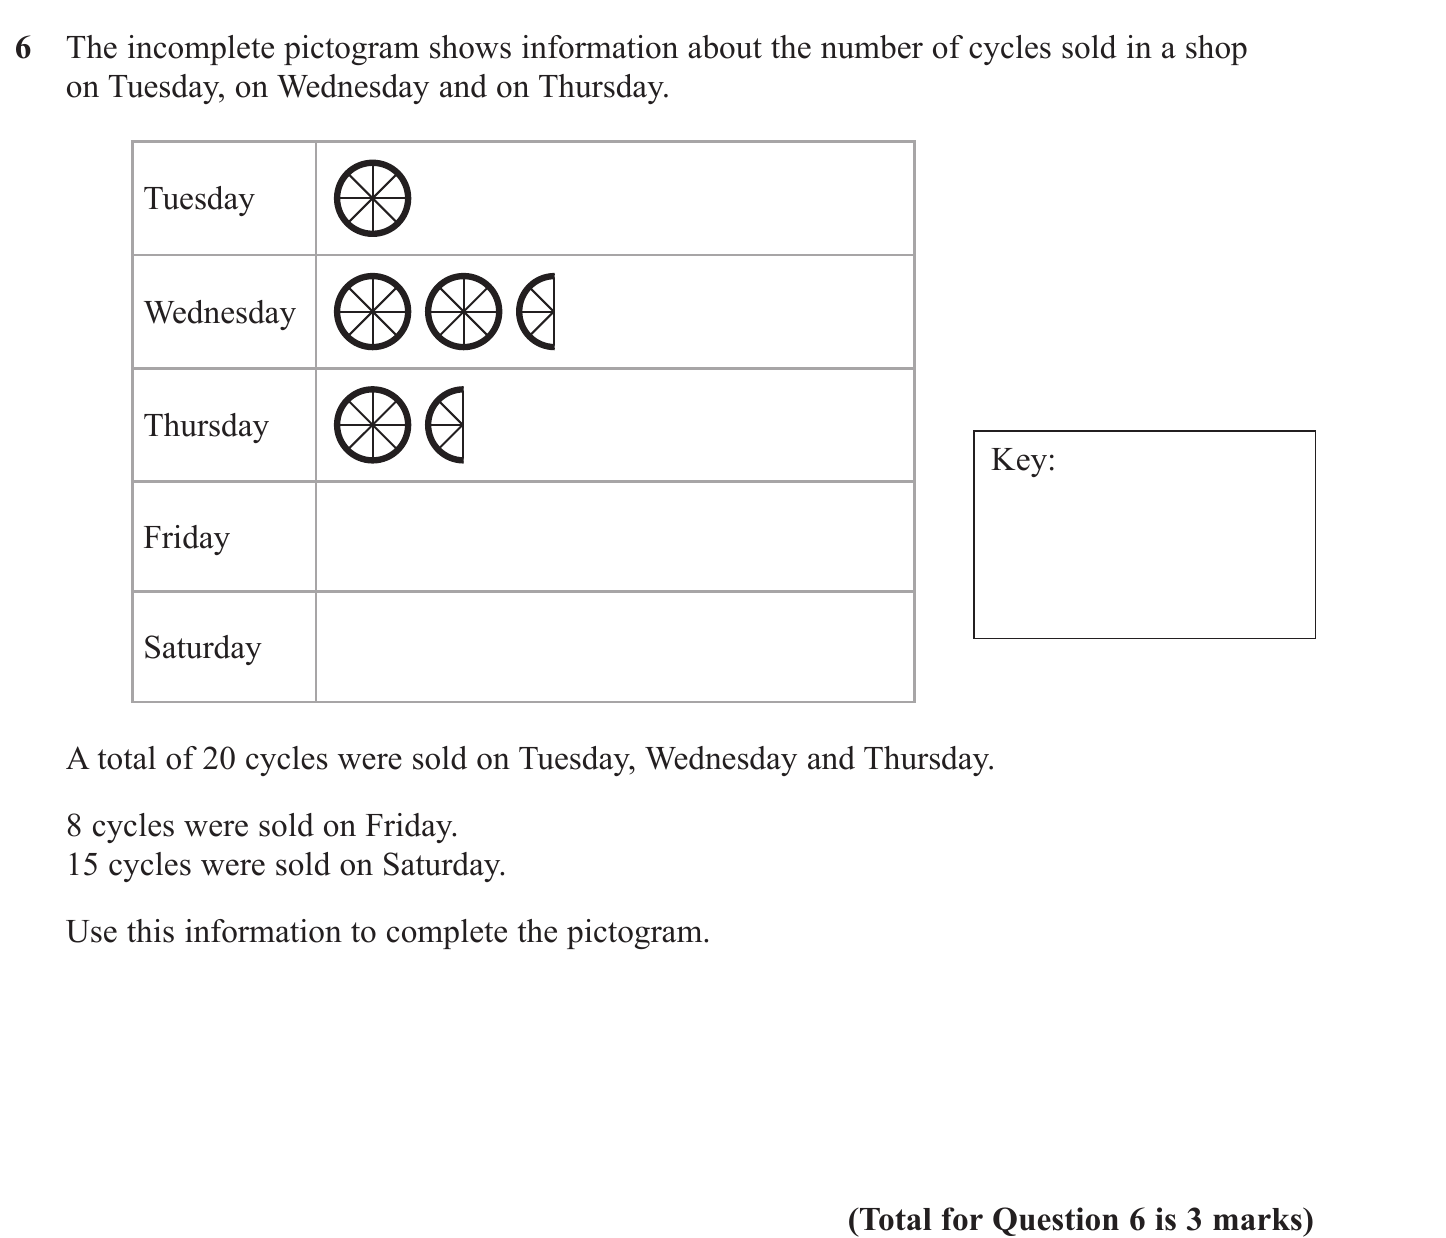 6 The incomplete pictogram shows information about the number of cycles sold in a shop
on Tuesday, on Wednesday and on Thursday.
Tuesday
Wednesday
Thursday
Friday
Saturday
Key:
A total of 20 cycles were sold on Tuesday, Wednesday and Thursday.
8 cycles were sold on Friday.
15 cycles were sold on Saturday.
Use this information to complete the pictogram.
(Total for Question 6 is 3 marks)